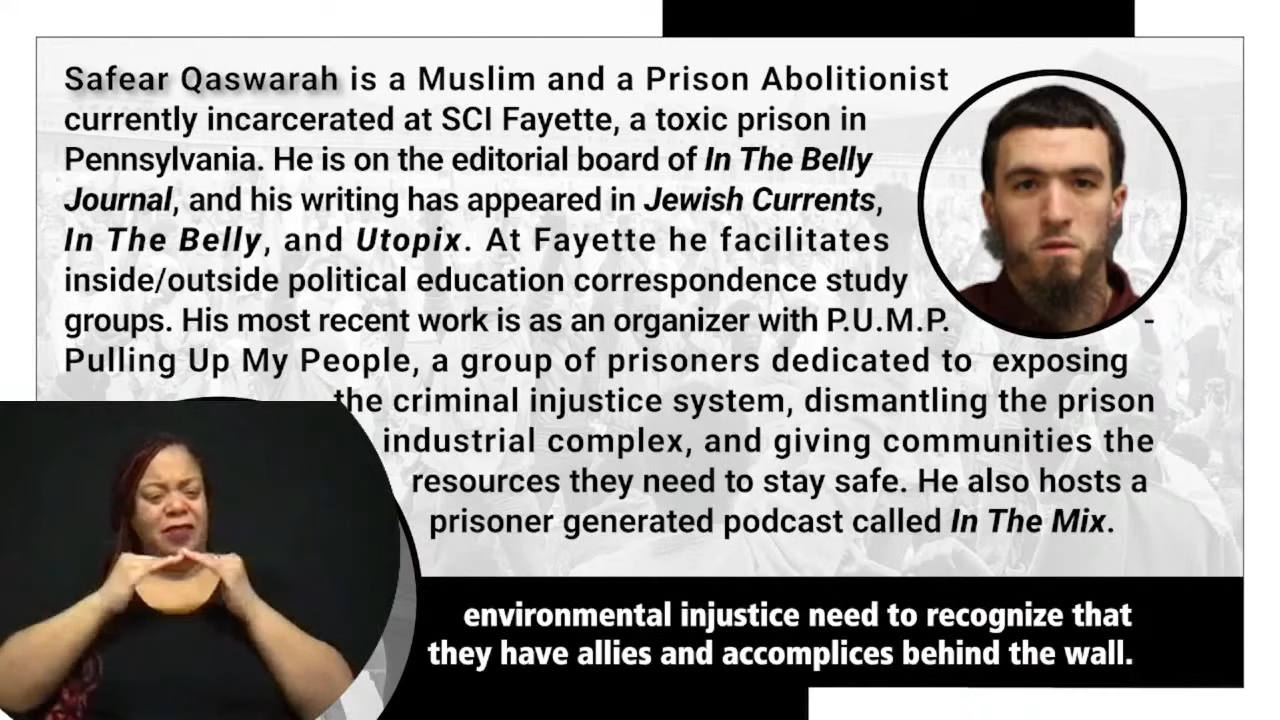 Safear Qaswarah is a Muslim and a Prison Abolitionist
currently incarcerated at SCI Fayette, a toxic prison in
Pennsylvania. He is on the editorial board of In The Belly
Journal, and his writing has appeared in Jewish Currents,
In The Belly, and Utopix. At Fayette he facilitates
inside/outside political education correspondence study
groups. His most recent work is as an organizer with P.U.M.P. -
Pulling Up My People, a group of prisoners dedicated to exposing
the criminal injustice system, dismantling the prison
industrial complex, and giving communities the
resources they need to stay safe. He also hosts a
prisoner generated podcast called In The Mix.
environmental injustice need to recognize that
they have allies and accomplices behind the wall.